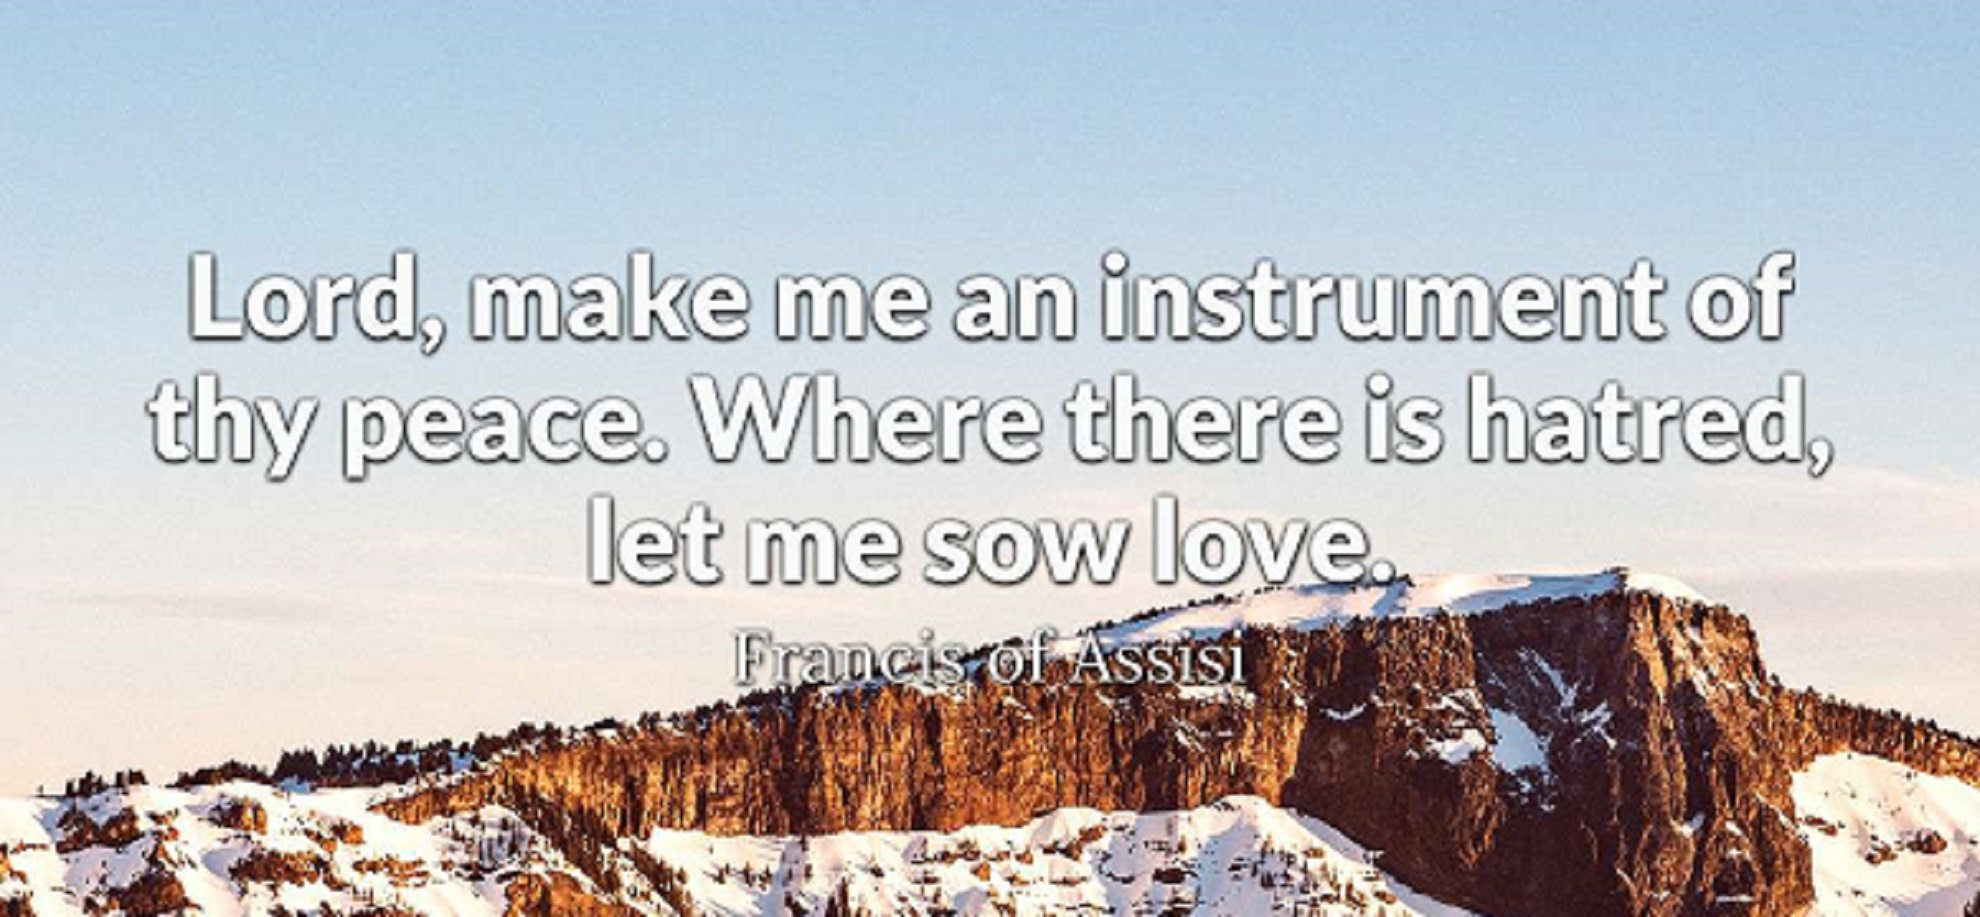 Lord, make me an instrument of
thy peace. Where there is hatred,
let me sow love.
Francis of Assisi